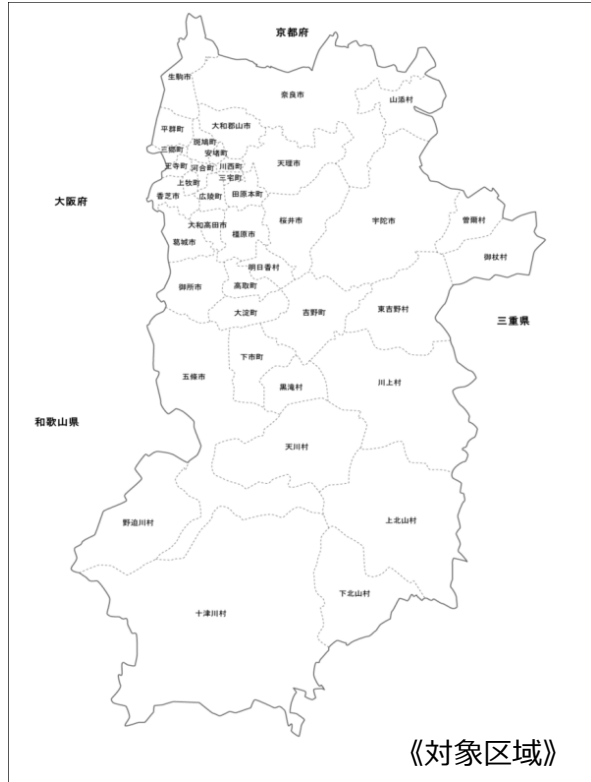 京都府
生駒市
奈良市
山添村
平群町
大和郡山市
斑鳩町
三郷町
安堵町
天理市
王寺町
河合町
川西町
三宅町
上牧町
香芝市
広陵町
田原本町
大阪府
桜井市
宇陀市
曽爾村
大和高田市
橿原市
葛城市
御杖村
明日香村
御所市
高取町
大淀町
吉野町
東吉野村
三重県
下市町
五條市
黒滝村
川上村
和歌山県
天川村
野迫川村
上北山村
下北山村
十津川村
《対象区域》